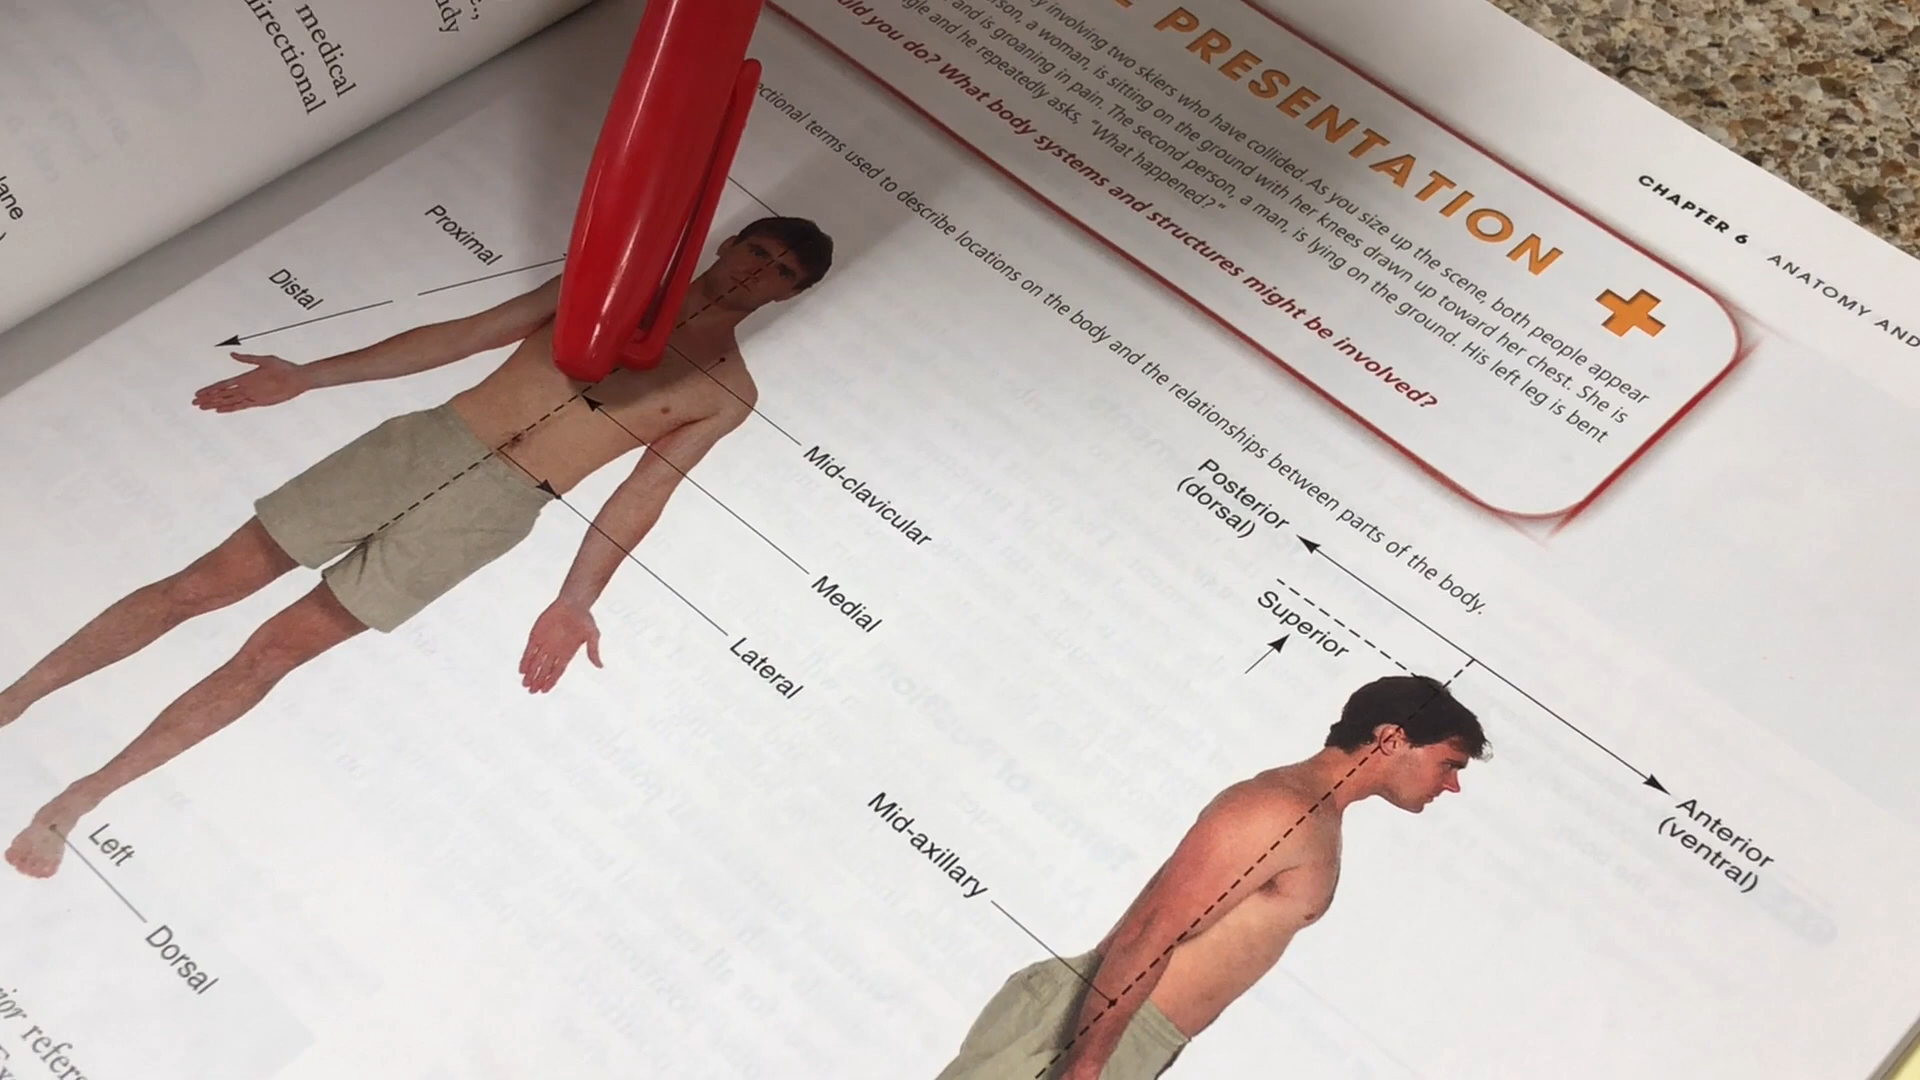 medical
directional
PRESENTATION
involving two skiers who have collided. As you size up the scene, both people appear
a woman, is sitting on the ground with her knees drawn up toward her chest. She is
and is groaning in pain. The second person, a man, is lying on the ground. His left leg is bent
and he repeatedly asks, "What happened?"
you do? What body systems and structures might be involved?
CHAPTER 6 ANATOMY AND
terms used to describe locations on the body and the relationships between parts of the body.
Proximal
Distal
Mid-clavicular
Medial
Lateral
Posterior
(dorsal)
Superior
Anterior
(ventral)
Mid-axillary
Left
Dorsal
refers